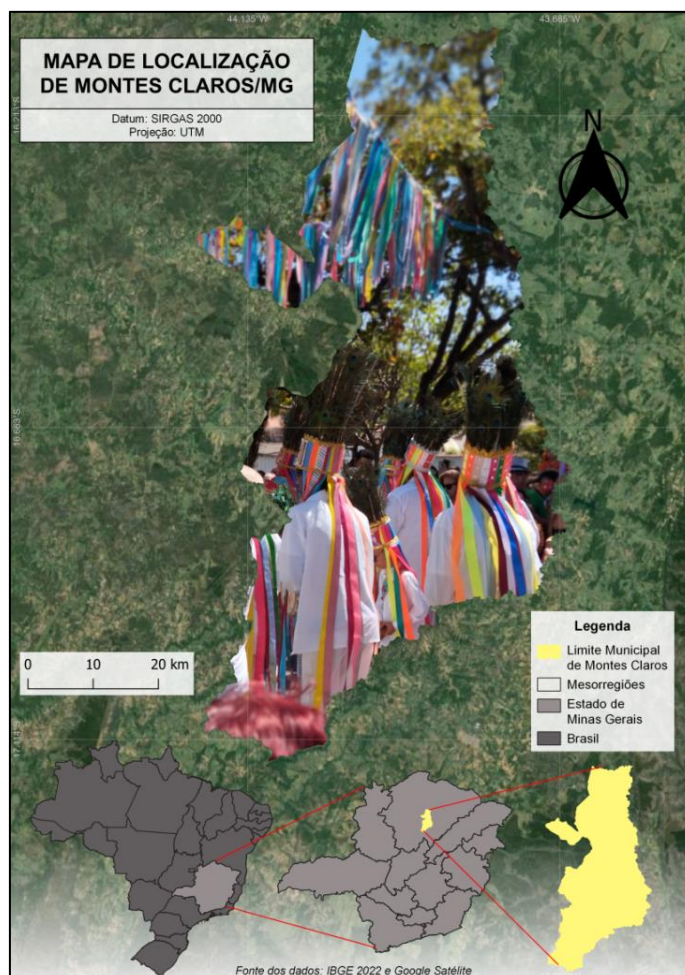 44.135°W
43.685°W
MAPA DE LOCALIZAÇÃO
DE MONTES CLAROS/MG
Datum: SIRGAS 2000
Projeção: UTM
N
16.663°S
0 10 20 km
Legenda
Limite Municipal
de Montes Claros
Mesorregiões
Estado de
Minas Gerais
Brasil
Fonte dos dados: IBGE 2022 e Google Satélite